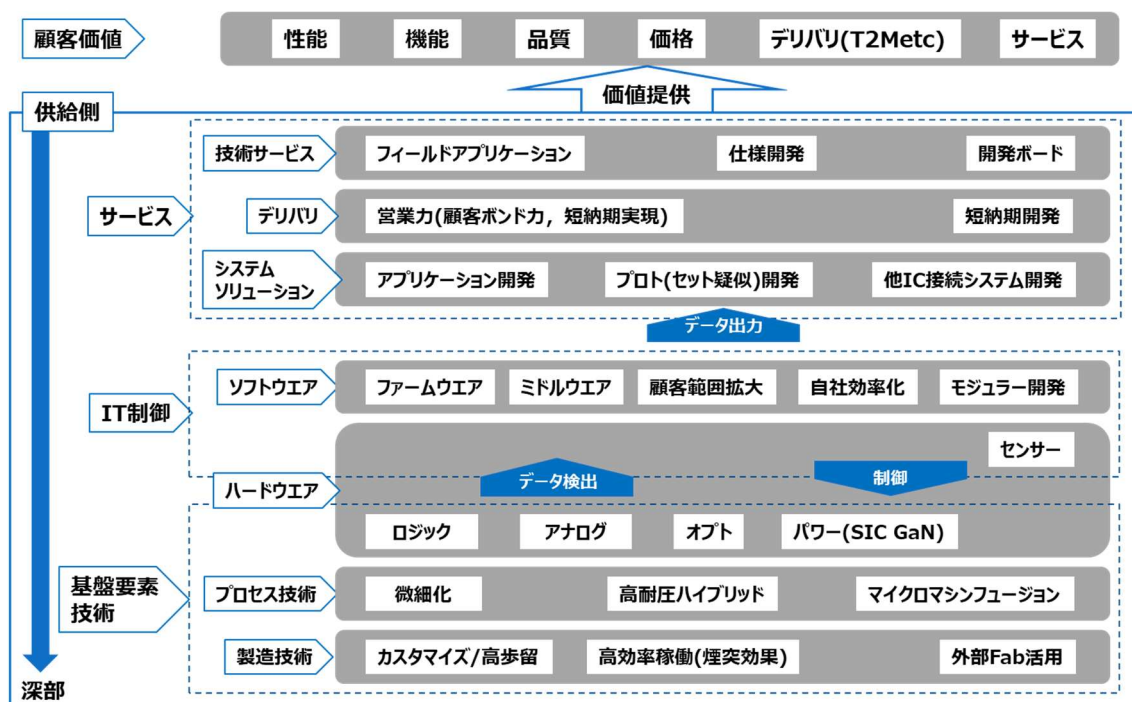 顧客価値
性能
機能
品質
価格
デリバリ(T2Metc)
サービス
価値提供
供給側
技術サービス
フィールドアプリケーション
仕様開発
開発ボード
サービス
デリバリ
営業力(顧客ボンド力，短納期実現)
短納期開発
システム
ソリューション
アプリケーション開発
プロト(セット疑似)開発
他IC接続システム開発
データ出力
IT制御
ソフトウエア
ファームウエア
ミドルウエア
顧客範囲拡大
自社効率化
モジュラー開発
センサー
ハードウエア
データ検出
制御
ロジック
アナログ
オプト
パワー(SIC GaN)
基盤要素
技術
プロセス技術
微細化
高耐圧ハイブリッド
マイクロマシンフュージョン
製造技術
カスタマイズ/高歩留
高効率稼働(煙突効果)
外部Fab活用
深部